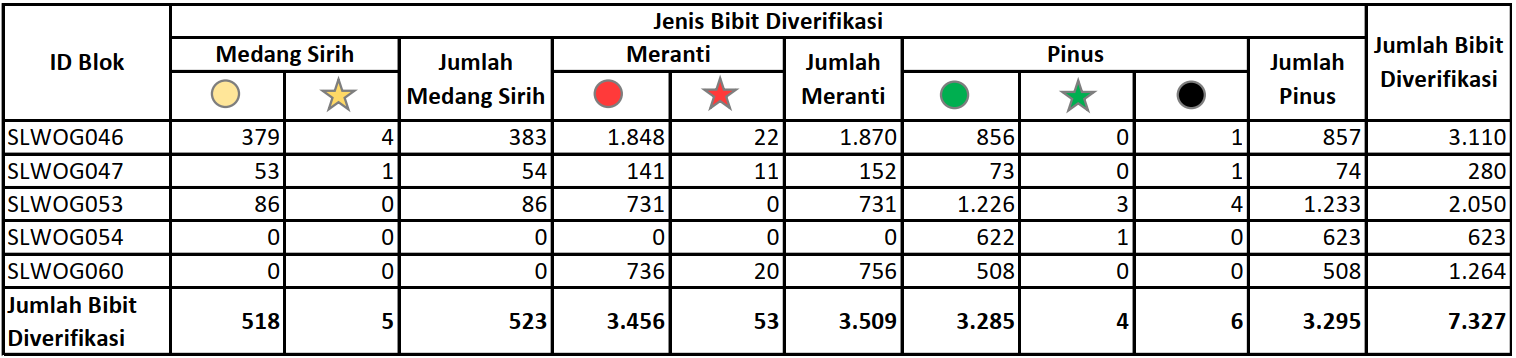 Jenis Bibit Diverifikasi
ID Blok
Medang Sirih
Jumlah
Medang Sirih
Meranti
Jumlah
Meranti
Pinus
Jumlah
Pinus
Jumlah Bibit
Diverifikasi
SLWOG046 379 4 383 1.848 22 1.870 856 0 1 857 3.110
SLWOG047 53 1 54 141 11 152 73 0 1 74 280
SLWOG053 86 0 86 731 0 731 1.226 3 4 1.233 2.050
SLWOG054 0 0 0 0 0 0 622 1 0 623 623
SLWOG060 0 0 0 736 20 756 508 0 0 508 1.264
Jumlah Bibit
Diverifikasi 518 5 523 3.456 53 3.509 3.285 4 6 3.295 7.327